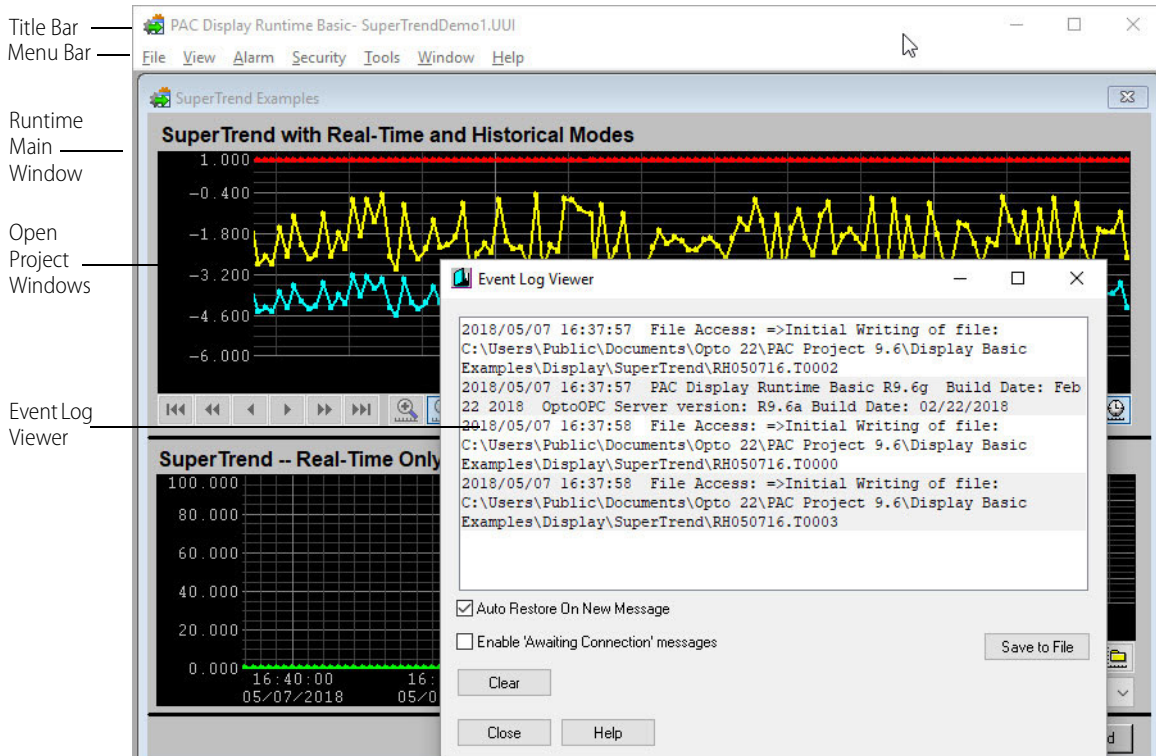 Title Bar
PAC Display Runtime Basic- SuperTrendDemo1.UUI
Menu Bar
File View Alarm Security Tools Window Help
SuperTrend Examples
Runtime
Main
Window
SuperTrend with Real-Time and Historical Modes
1.000
-0.400
-1.800
-3.200
-4.600
-6.000
Open
Project
Windows
Event Log
Viewer
Event Log Viewer
2018/05/07 16:37:57 File Access: =>Initial Writing of file:
C:\Users\Public\Documents\Opto 22\PAC Project 9.6\Display Basic
Examples\Display\SuperTrend\RH050716.T0002
2018/05/07 16:37:57 PAC Display Runtime Basic R9.6g Build Date: Feb
22 2018 OptoOPC Server version: R9.6a Build Date: 02/22/2018
2018/05/07 16:37:58 File Access: =>Initial Writing of file:
C:\Users\Public\Documents\Opto 22\PAC Project 9.6\Display Basic
Examples\Display\SuperTrend\RH050716.T0000
2018/05/07 16:37:58 File Access: =>Initial Writing of file:
C:\Users\Public\Documents\Opto 22\PAC Project 9.6\Display Basic
Examples\Display\SuperTrend\RH050716.T0003
Auto Restore On New Message
Enable 'Awaiting Connection' messages
Save to File
Clear
Close
Help
SuperTrend -- Real-Time Only
100.000
80.000
60.000
40.000
20.000
0.000
16:40:00 16:
05/07/2018 05/0
d